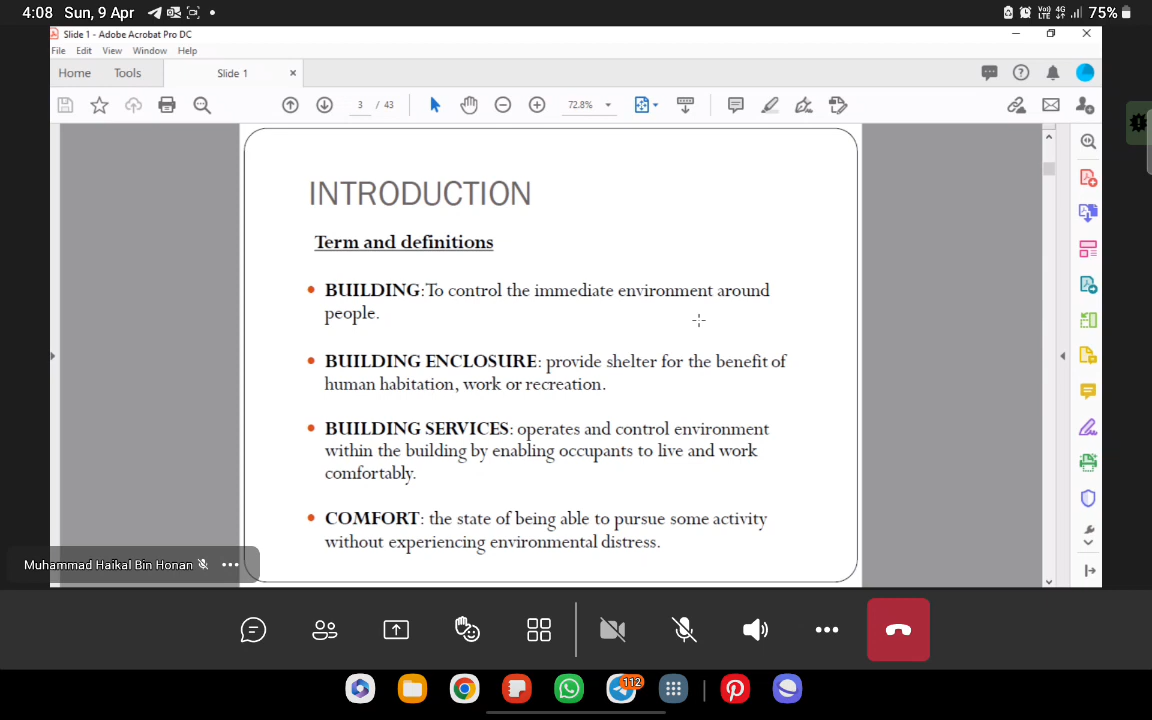 4:08 Sun, 9 Apr
Vo) 4G
LTE 75%
Slide 1 - Adobe Acrobat Pro DC
File Edit View Window Help
Home Tools Slide 1
3 / 43 72.8%
INTRODUCTION
Term and definitions
• BUILDING:To control the immediate environment around
people.
• BUILDING ENCLOSURE: provide shelter for the benefit of
human habitation, work or recreation.
• BUILDING SERVICES: operates and control environment
within the building by enabling occupants to live and work
comfortably.
• COMFORT: the state of being able to pursue some activity
without experiencing environmental distress.
Muhammad Haikal Bin Honan
112